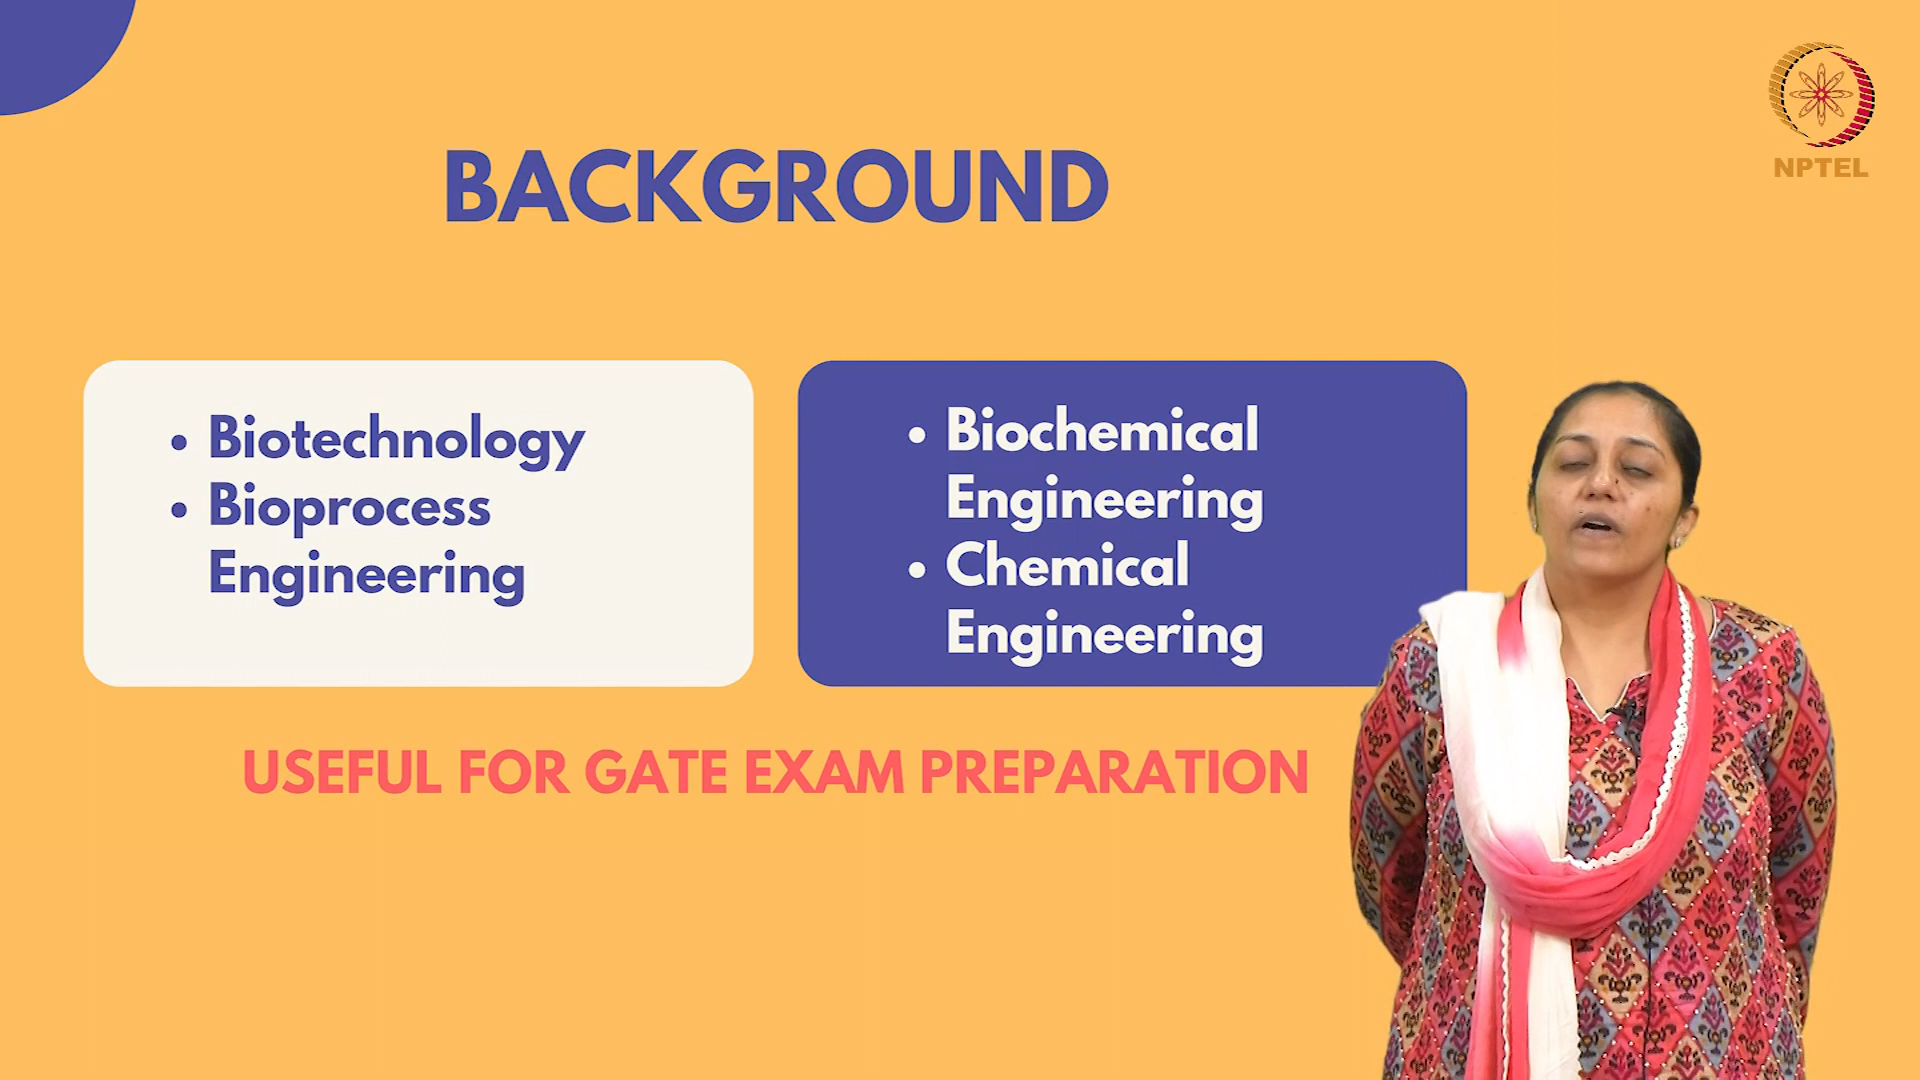 NPTEL
BACKGROUND
• Biotechnology
• Bioprocess
Engineering
• Biochemical
Engineering
• Chemical
Engineering
USEFUL FOR GATE EXAM PREPARATION